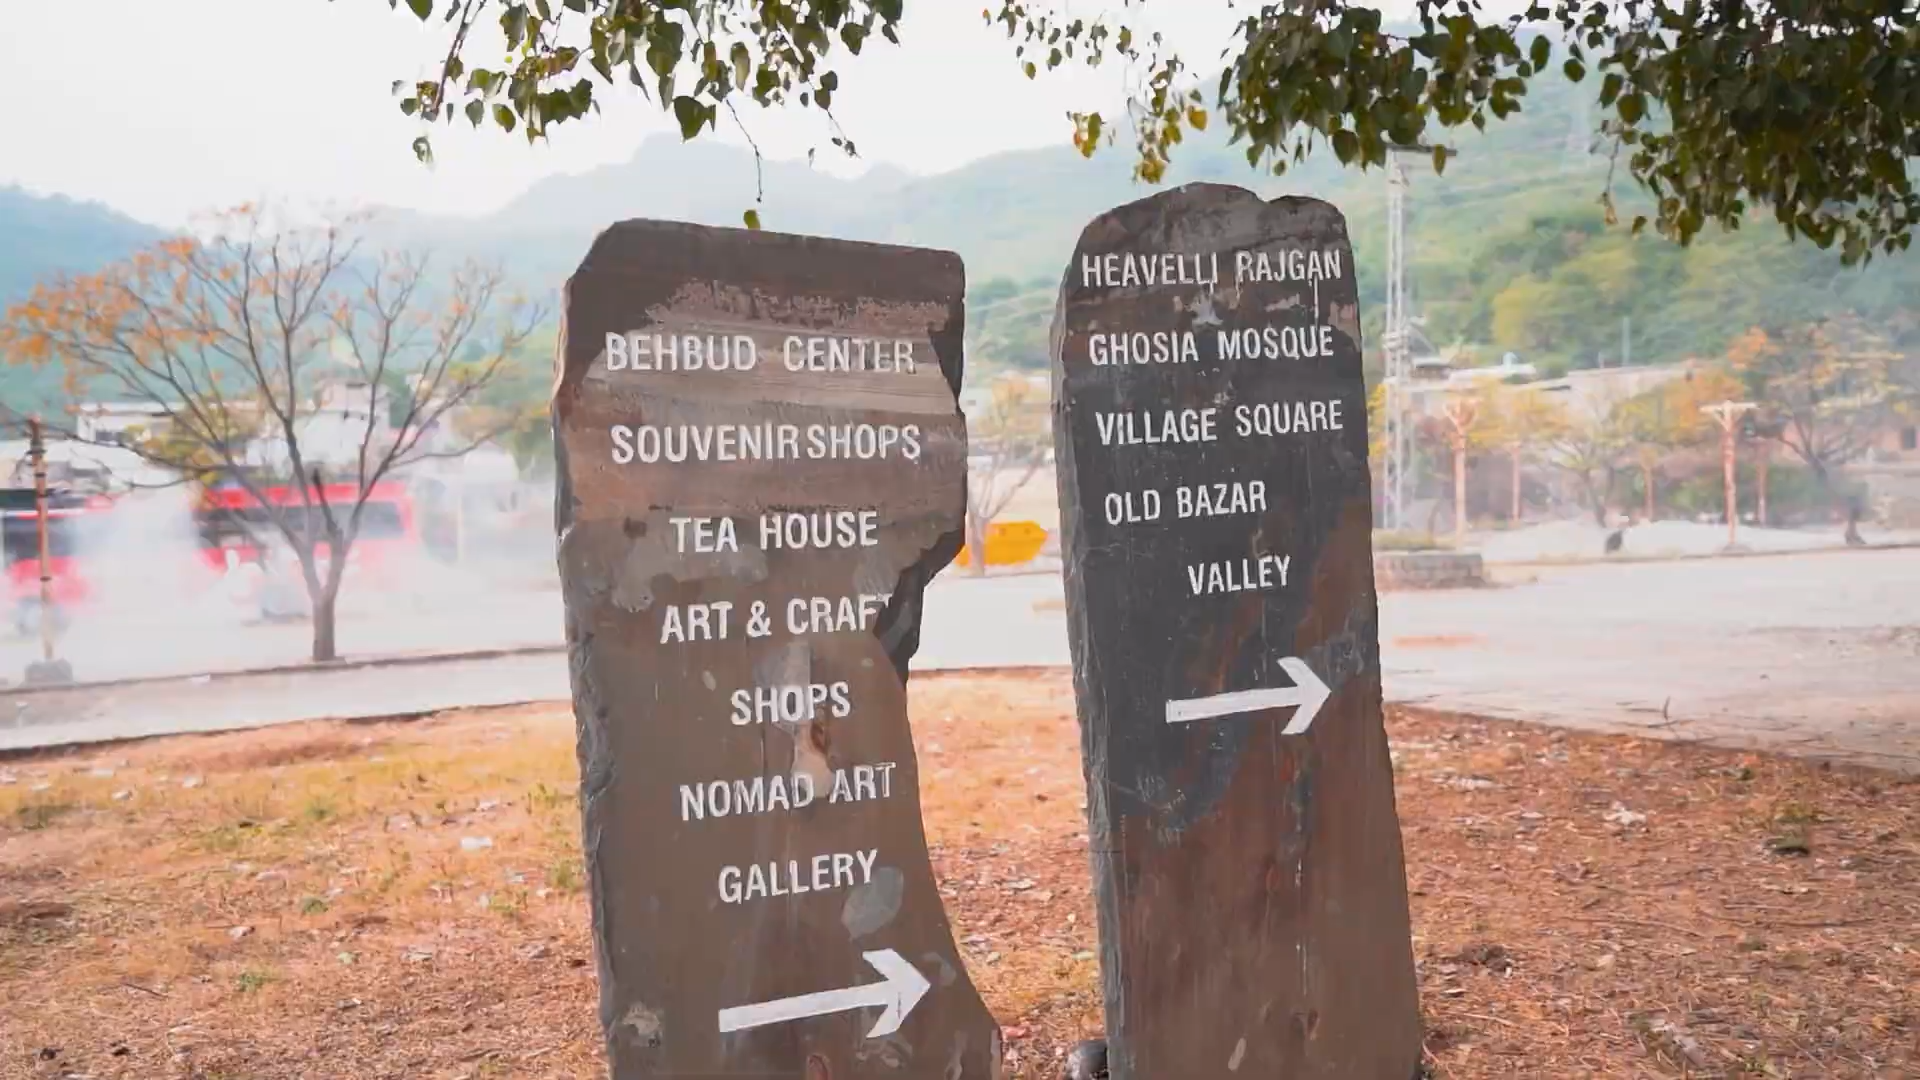 BEHBUD CENTER
SOUVENIR SHOPS
TEA HOUSE
ART & CRAFT
SHOPS
NOMAD ART
GALLERY
HEAVELLI RAJGAN
GHOSIA MOSQUE
VILLAGE SQUARE
OLD BAZAR
VALLEY